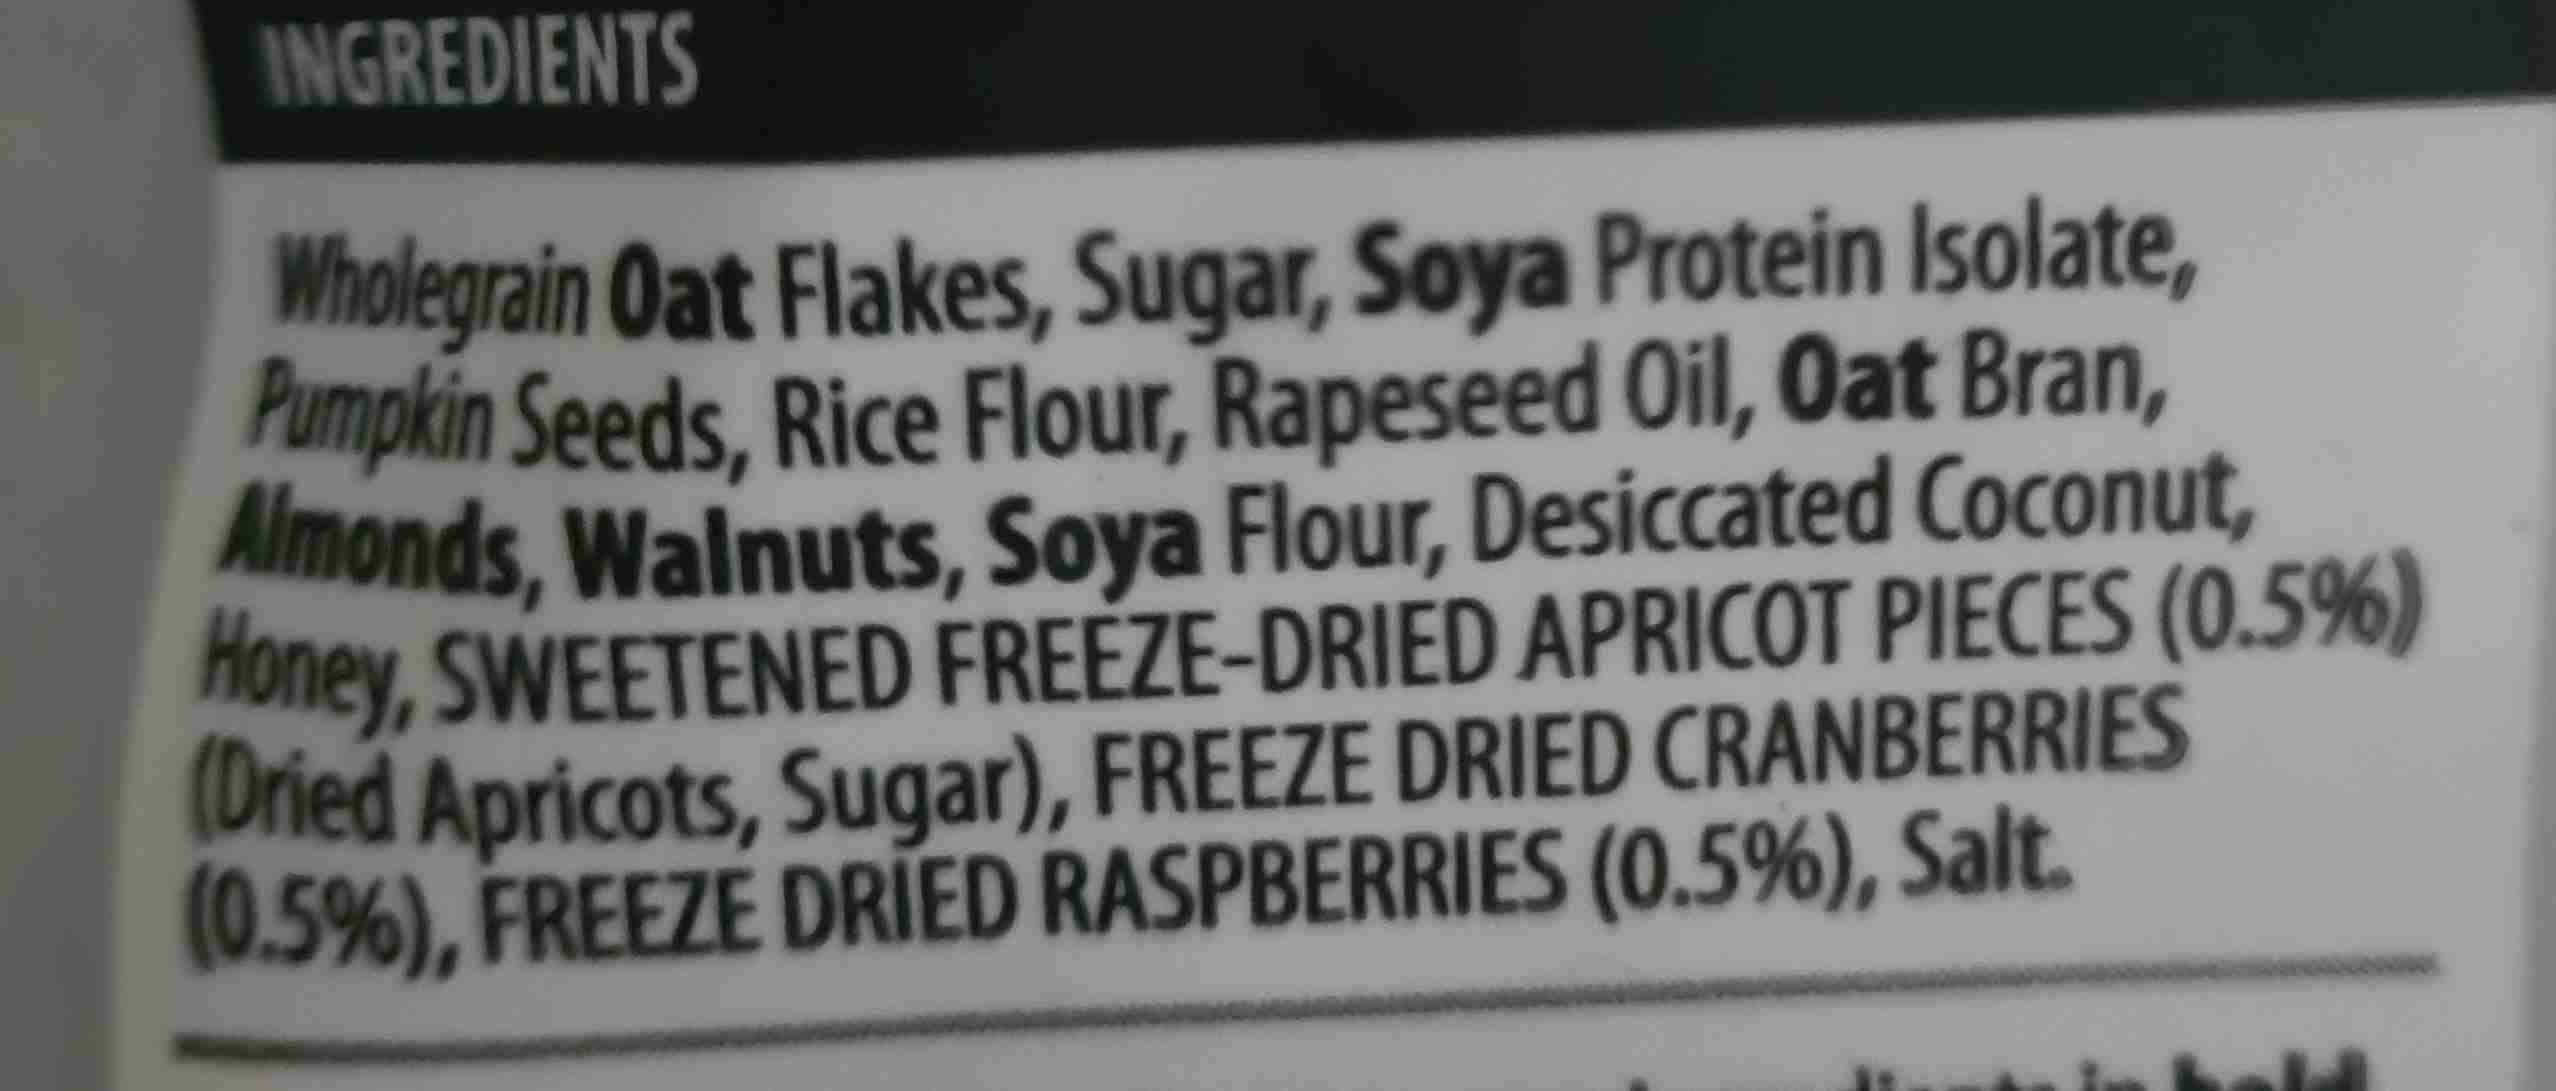 INGREDIENTS
Wholegrain Oat Flakes, Sugar, Soya Protein Isolate,
Pumpkin Seeds, Rice Flour, Rapeseed Oil, Oat Bran,
Almonds, Walnuts, Soya Flour, Desiccated Coconut,
Honey, SWEETENED FREEZE-DRIED APRICOT PIECES (0.5%)
(Dried Apricots, Sugar), FREEZE DRIED CRANBERRIES
(0.5%), FREEZE DRIED RASPBERRIES (0.5%), Salt.
in bold